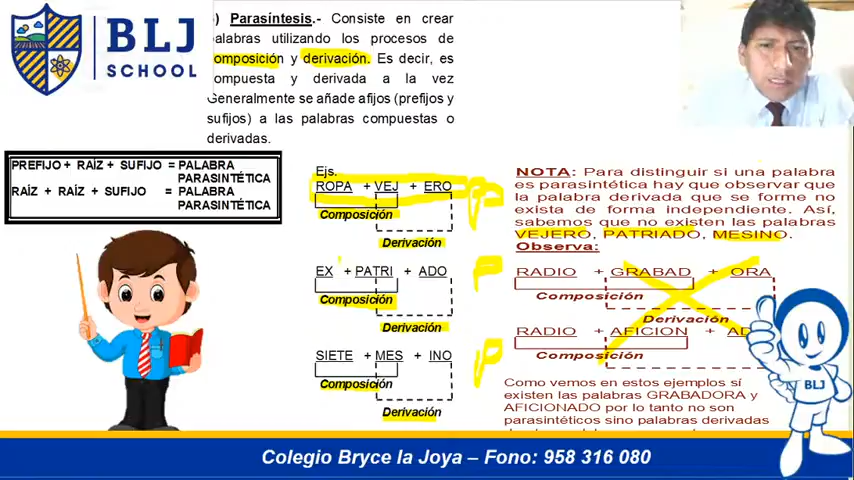 BLJ
SCHOOL
) Parasíntesis.- Consiste en crear
palabras utilizando los procesos de
composición y derivación. Es decir, es
compuesta y derivada a la vez
Generalmente se añade afijos (prefijos y
sufijos) a las palabras compuestas o
derivadas.
PREFIJO + RAÍZ + SUFIJO = PALABRA
PARASINTÉTICA
RAÍZ + RAÍZ + SUFIJO = PALABRA
PARASINTÉTICA
Ejs.
ROPA + VEJ + ERO
Composición
Derivación
EX + PATRI + ADO
Composición
Derivación
SIETE + MES + INO
Composición
Derivación
NOTA: Para distinguir si una palabra
es parasintética hay que observar que
la palabra derivada que se forme no
exista de forma independiente. Así,
sabemos que no existen las palabras
VEJERO, PATRIADO, MESINO.
Observa:
RADIO + GRABAD + ORA
Composición
Derivación
RADIO + AFICION + AD
Composición
Como vemos en estos ejemplos sí
existen las palabras GRABADORA y
AFICIONADO por lo tanto no son
parasintéticos sino palabras derivadas
BLJ
Colegio Bryce la Joya – Fono: 958 316 080